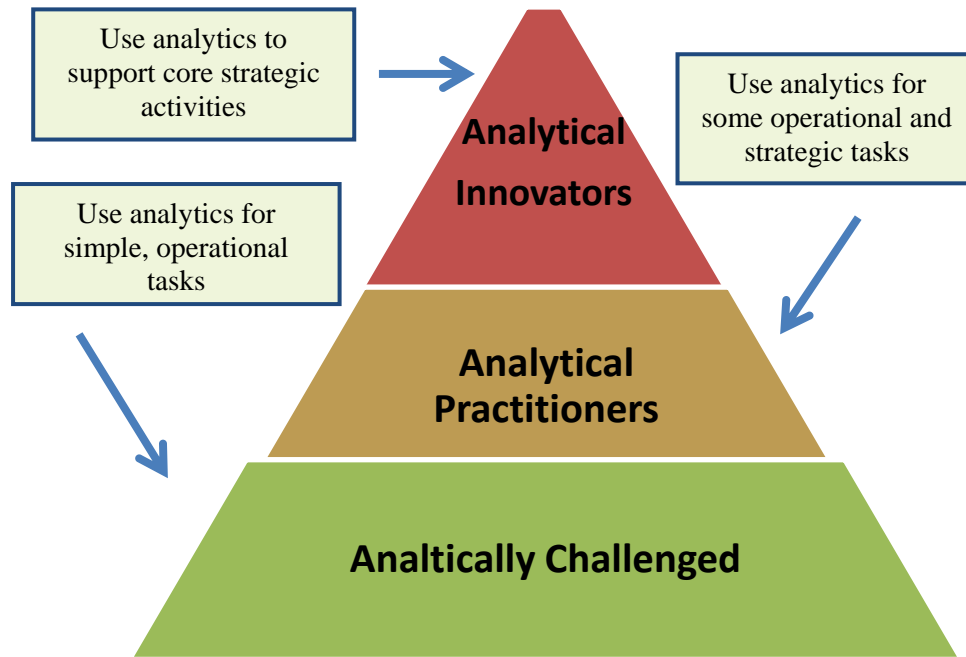 Use analytics to
support core strategic
activities
Use analytics for
some operational and
strategic tasks
Analytical
Innovators
Use analytics for
simple, operational
tasks
Analytical
Practitioners
Analtically Challenged